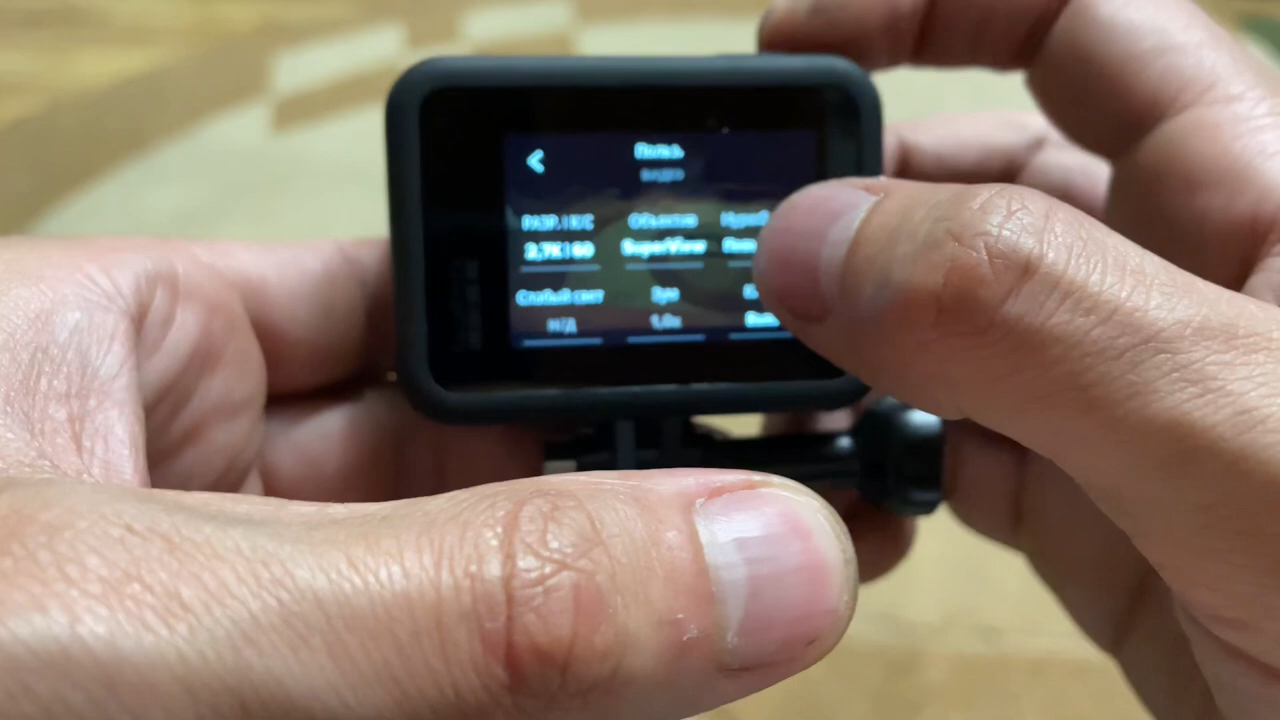 Польз.
видео
РАЗР. | К/С
Объектив
2,7K | 60
SuperView
Слабый свет
Зум
Н/Д
1,0x